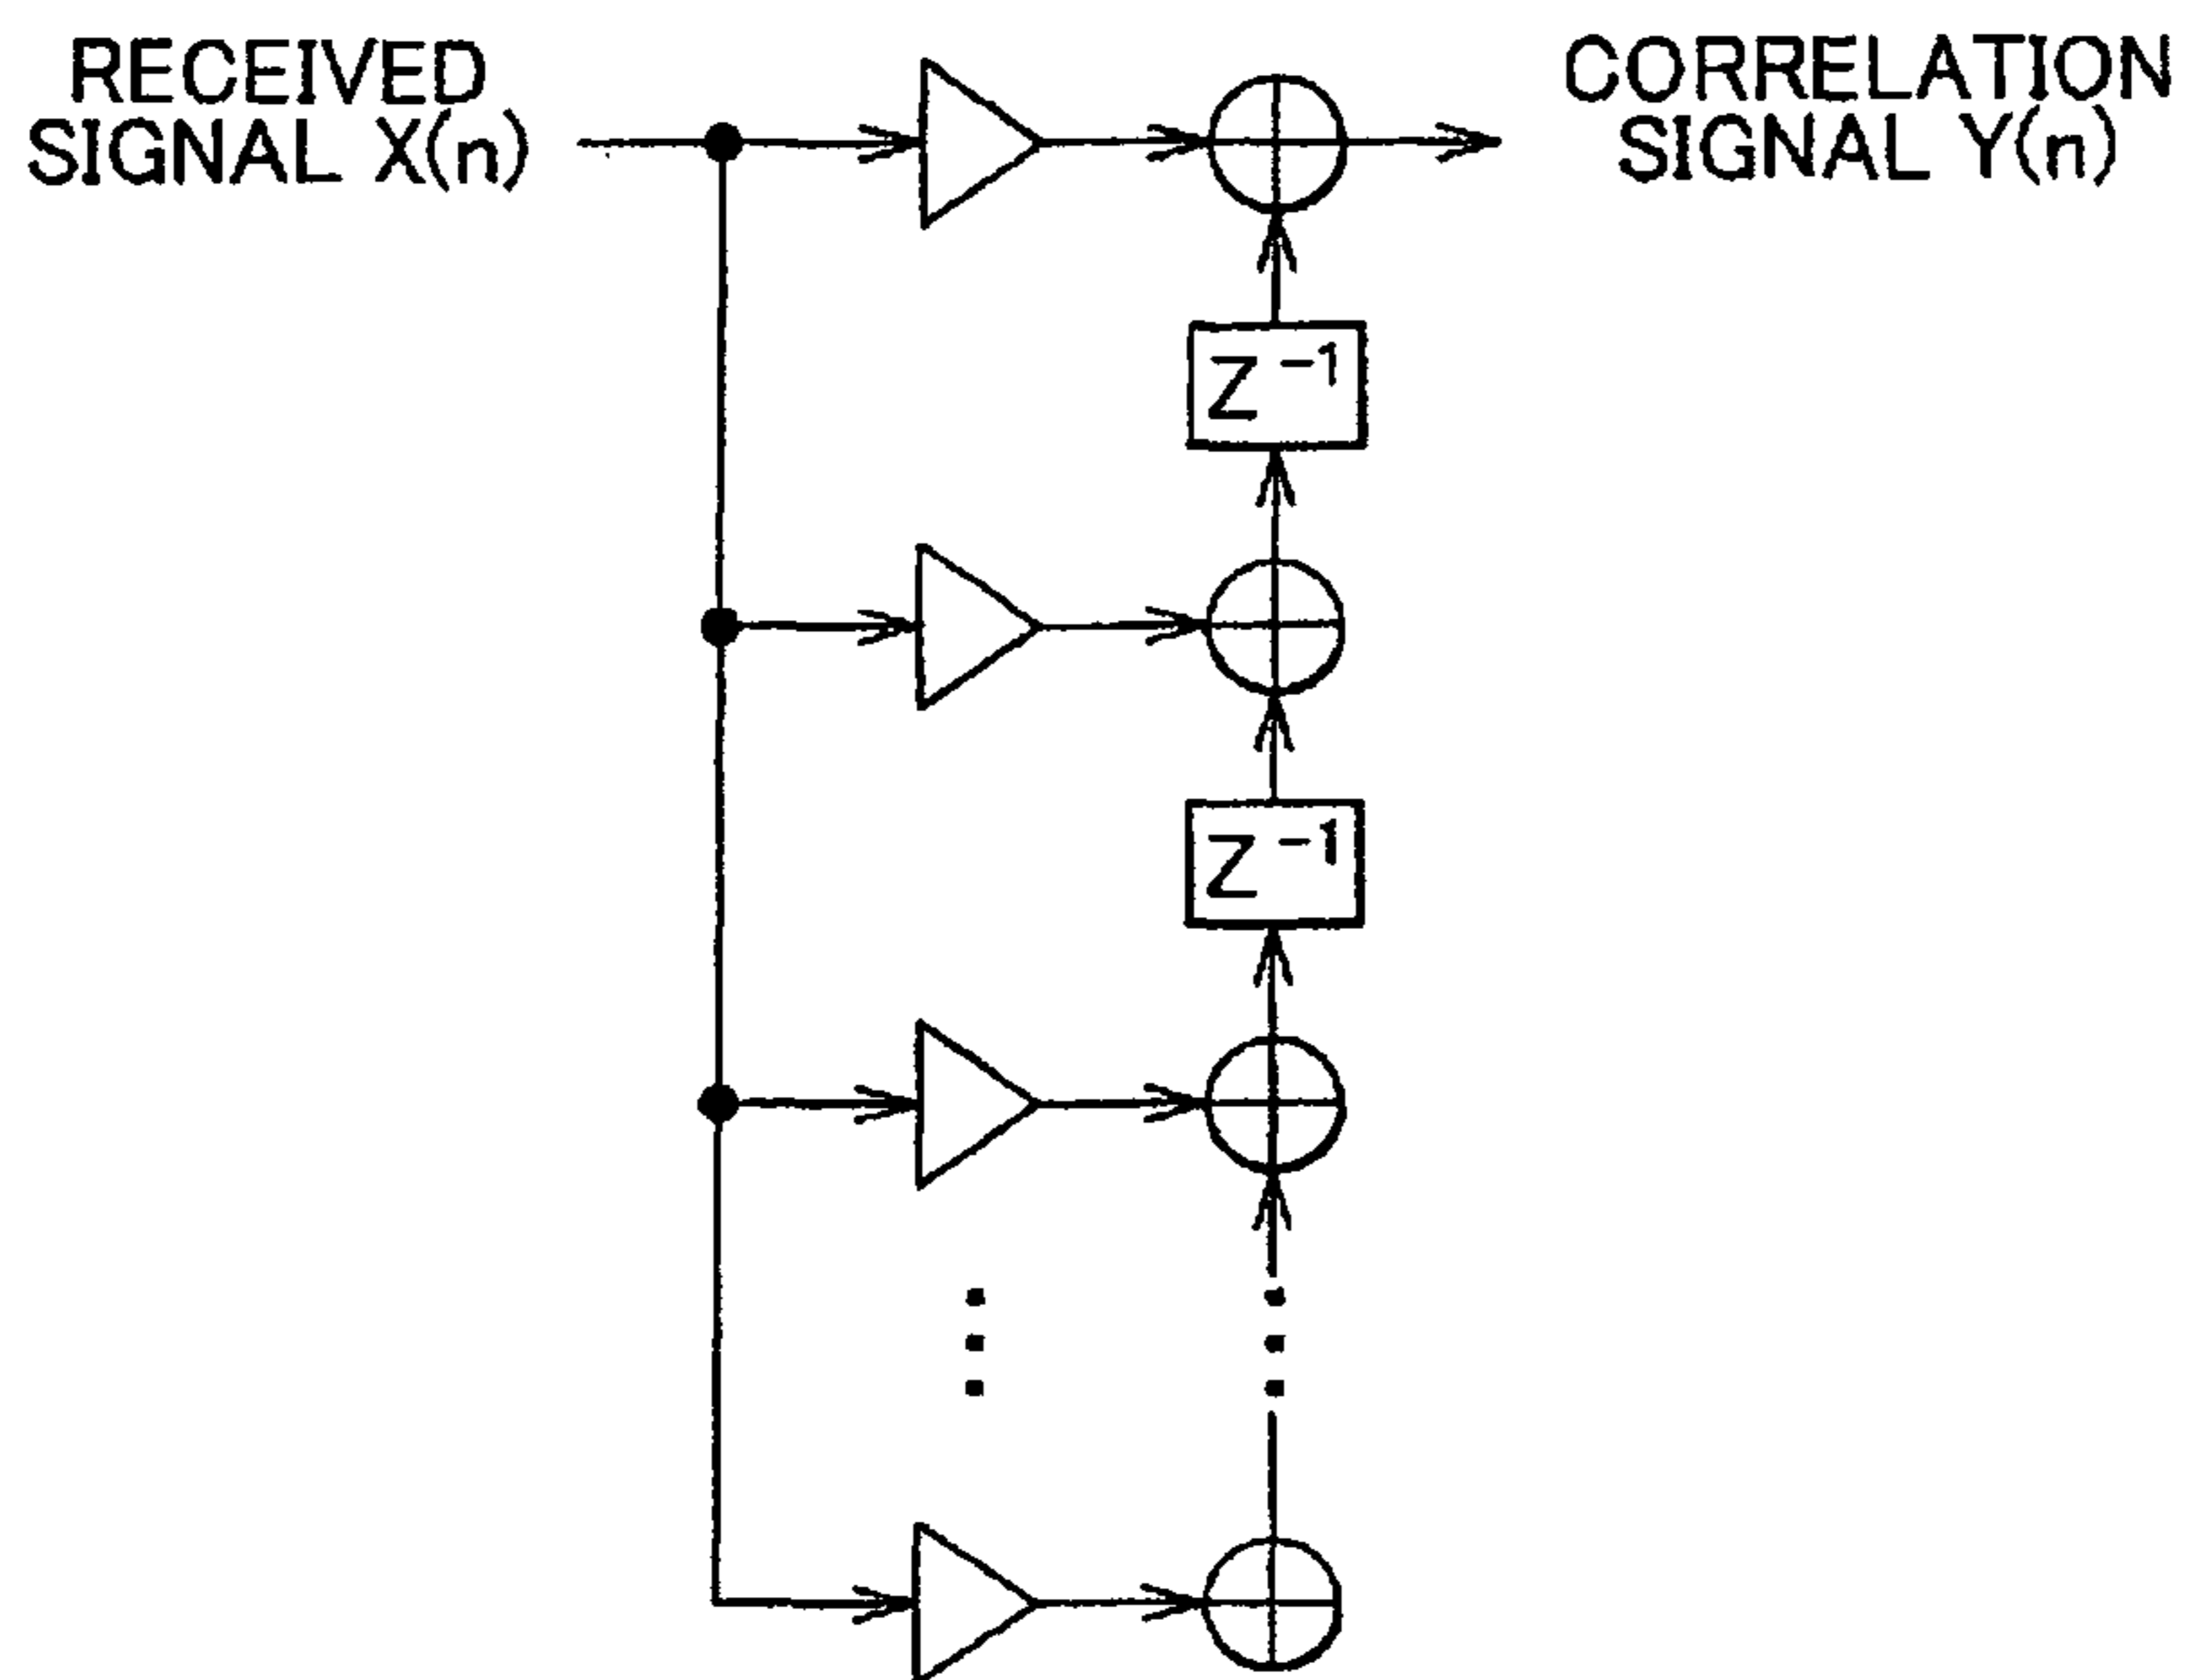 RECEIVED
SIGNAL X(n)
CORRELATION
SIGNAL Y(n)
Z⁻¹
Z⁻¹